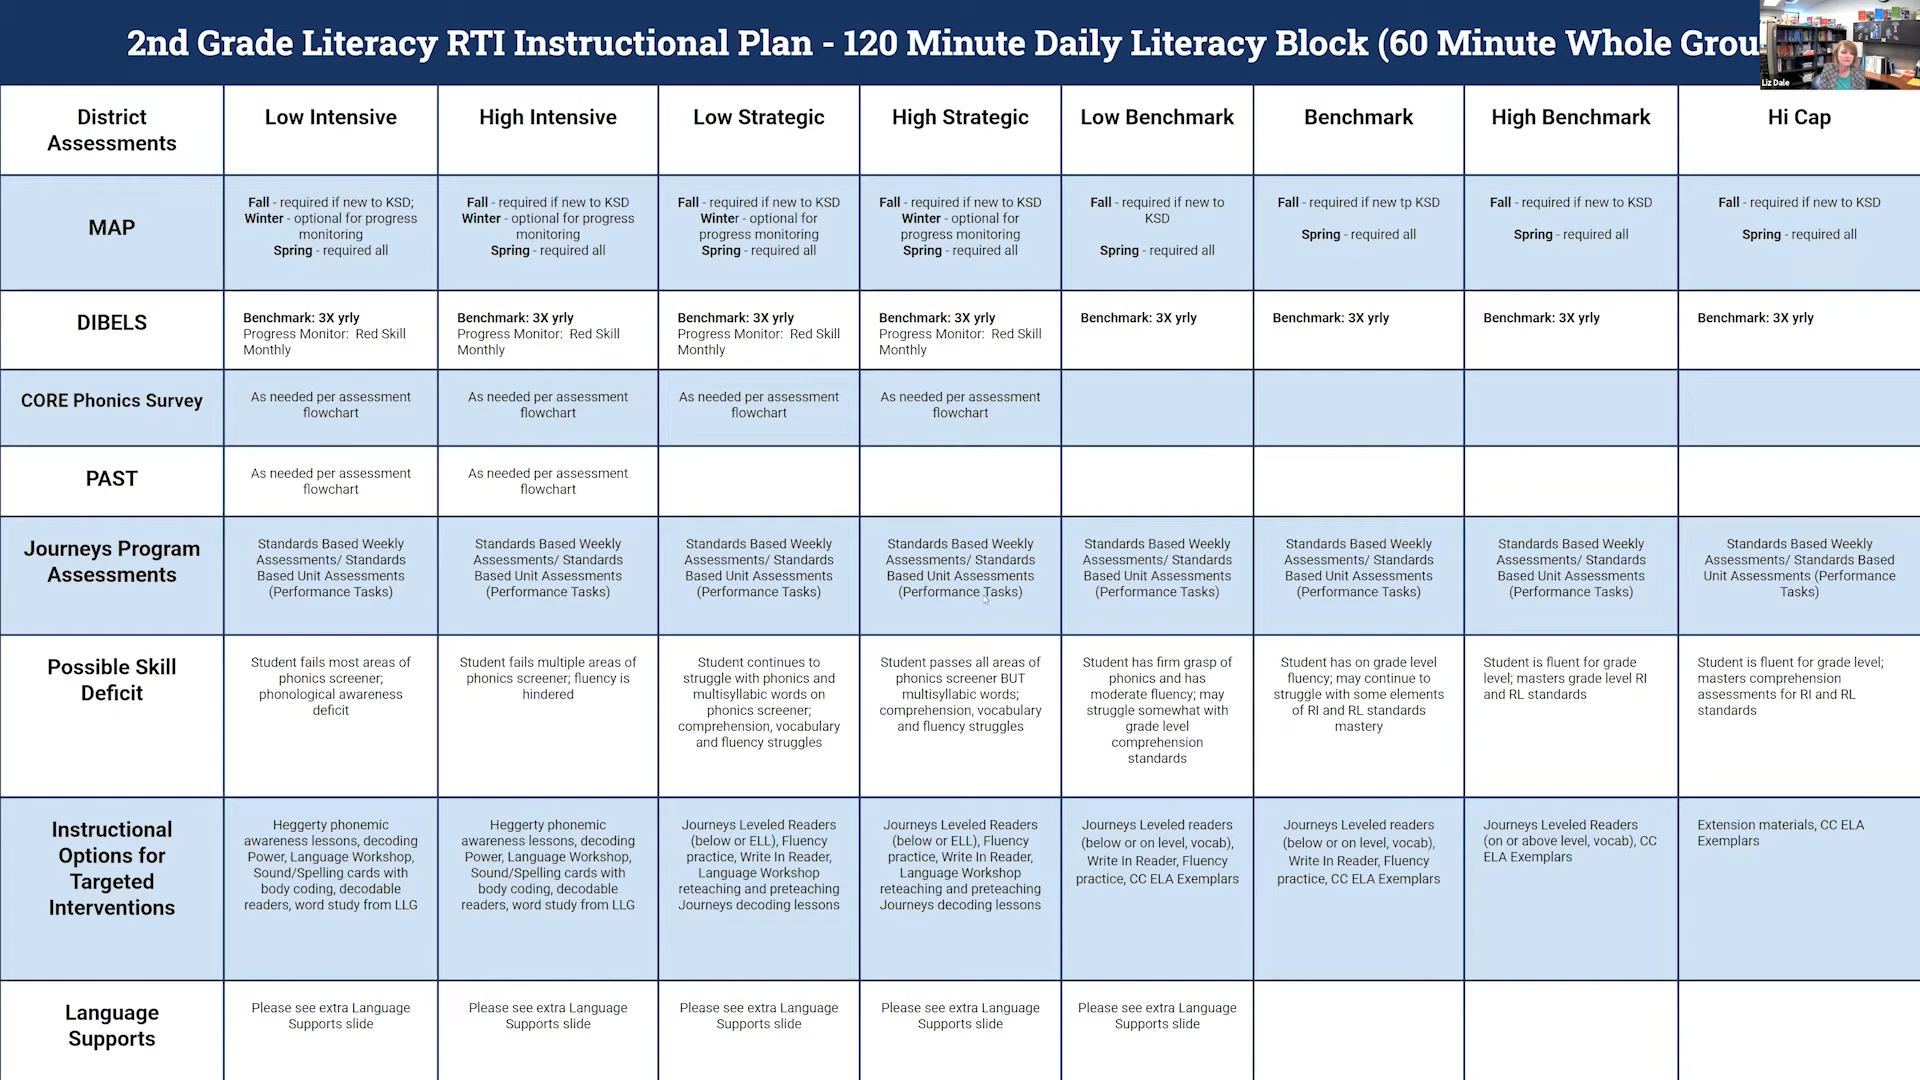 2nd Grade Literacy RTI Instructional Plan - 120 Minute Daily Literacy Block (60 Minute Whole Grou
Liz Dale
District
Assessments
Low Intensive
High Intensive
Low Strategic
High Strategic
Low Benchmark
Benchmark
High Benchmark
Hi Cap
MAP
Fall - required if new to KSD;
Winter - optional for progress
monitoring
Spring - required all
Fall - required if new to KSD
Winter - optional for progress
monitoring
Spring - required all
Fall - required if new to KSD
Winter - optional for
progress monitoring
Spring - required all
Fall - required if new to KSD
Winter - optional for
progress monitoring
Spring - required all
Fall - required if new to
KSD
Spring - required all
Fall - required if new tp KSD
Spring - required all
Fall - required if new to KSD
Spring - required all
Fall - required if new to KSD
Spring - required all
DIBELS
Benchmark: 3X yrly
Progress Monitor: Red Skill
Monthly
Benchmark: 3X yrly
Progress Monitor: Red Skill
Monthly
Benchmark: 3X yrly
Progress Monitor: Red Skill
Monthly
Benchmark: 3X yrly
Progress Monitor: Red Skill
Monthly
Benchmark: 3X yrly
Benchmark: 3X yrly
Benchmark: 3X yrly
Benchmark: 3X yrly
CORE Phonics Survey
As needed per assessment
flowchart
As needed per assessment
flowchart
As needed per assessment
flowchart
As needed per assessment
flowchart
PAST
As needed per assessment
flowchart
As needed per assessment
flowchart
Journeys Program
Assessments
Standards Based Weekly
Assessments/ Standards
Based Unit Assessments
(Performance Tasks)
Standards Based Weekly
Assessments/ Standards
Based Unit Assessments
(Performance Tasks)
Standards Based Weekly
Assessments/ Standards
Based Unit Assessments
(Performance Tasks)
Standards Based Weekly
Assessments/ Standards
Based Unit Assessments
(Performance Tasks)
Standards Based Weekly
Assessments/ Standards
Based Unit Assessments
(Performance Tasks)
Standards Based Weekly
Assessments/ Standards
Based Unit Assessments
(Performance Tasks)
Standards Based Weekly
Assessments/ Standards
Based Unit Assessments
(Performance Tasks)
Standards Based Weekly
Assessments/ Standards Based
Unit Assessments (Performance
Tasks)
Possible Skill
Deficit
Student fails most areas of
phonics screener;
phonological awareness
deficit
Student fails multiple areas of
phonics screener; fluency is
hindered
Student continues to
struggle with phonics and
multisyllabic words on
phonics screener;
comprehension, vocabulary
and fluency struggles
Student passes all areas of
phonics screener BUT
multisyllabic words;
comprehension, vocabulary
and fluency struggles
Student has firm grasp of
phonics and has
moderate fluency; may
struggle somewhat with
grade level
comprehension
standards
Student has on grade level
fluency; may continue to
struggle with some elements
of RI and RL standards
mastery
Student is fluent for grade
level; masters grade level RI
and RL standards
Student is fluent for grade level;
masters comprehension
assessments for RI and RL
standards
Instructional
Options for
Targeted
Interventions
Heggerty phonemic
awareness lessons, decoding
Power, Language Workshop,
Sound/Spelling cards with
body coding, decodable
readers, word study from LLG
Heggerty phonemic
awareness lessons, decoding
Power, Language Workshop,
Sound/Spelling cards with
body coding, decodable
readers, word study from LLG
Journeys Leveled Readers
(below or ELL), Fluency
practice, Write In Reader,
Language Workshop
reteaching and preteaching
Journeys decoding lessons
Journeys Leveled Readers
(below or ELL), Fluency
practice, Write In Reader,
Language Workshop
reteaching and preteaching
Journeys decoding lessons
Journeys Leveled readers
(below or on level, vocab),
Write In Reader, Fluency
practice, CC ELA Exemplars
Journeys Leveled readers
(below or on level, vocab),
Write In Reader, Fluency
practice, CC ELA Exemplars
Journeys Leveled Readers
(on or above level, vocab), CC
ELA Exemplars
Extension materials, CC ELA
Exemplars
Language
Supports
Please see extra Language
Supports slide
Please see extra Language
Supports slide
Please see extra Language
Supports slide
Please see extra Language
Supports slide
Please see extra Language
Supports slide